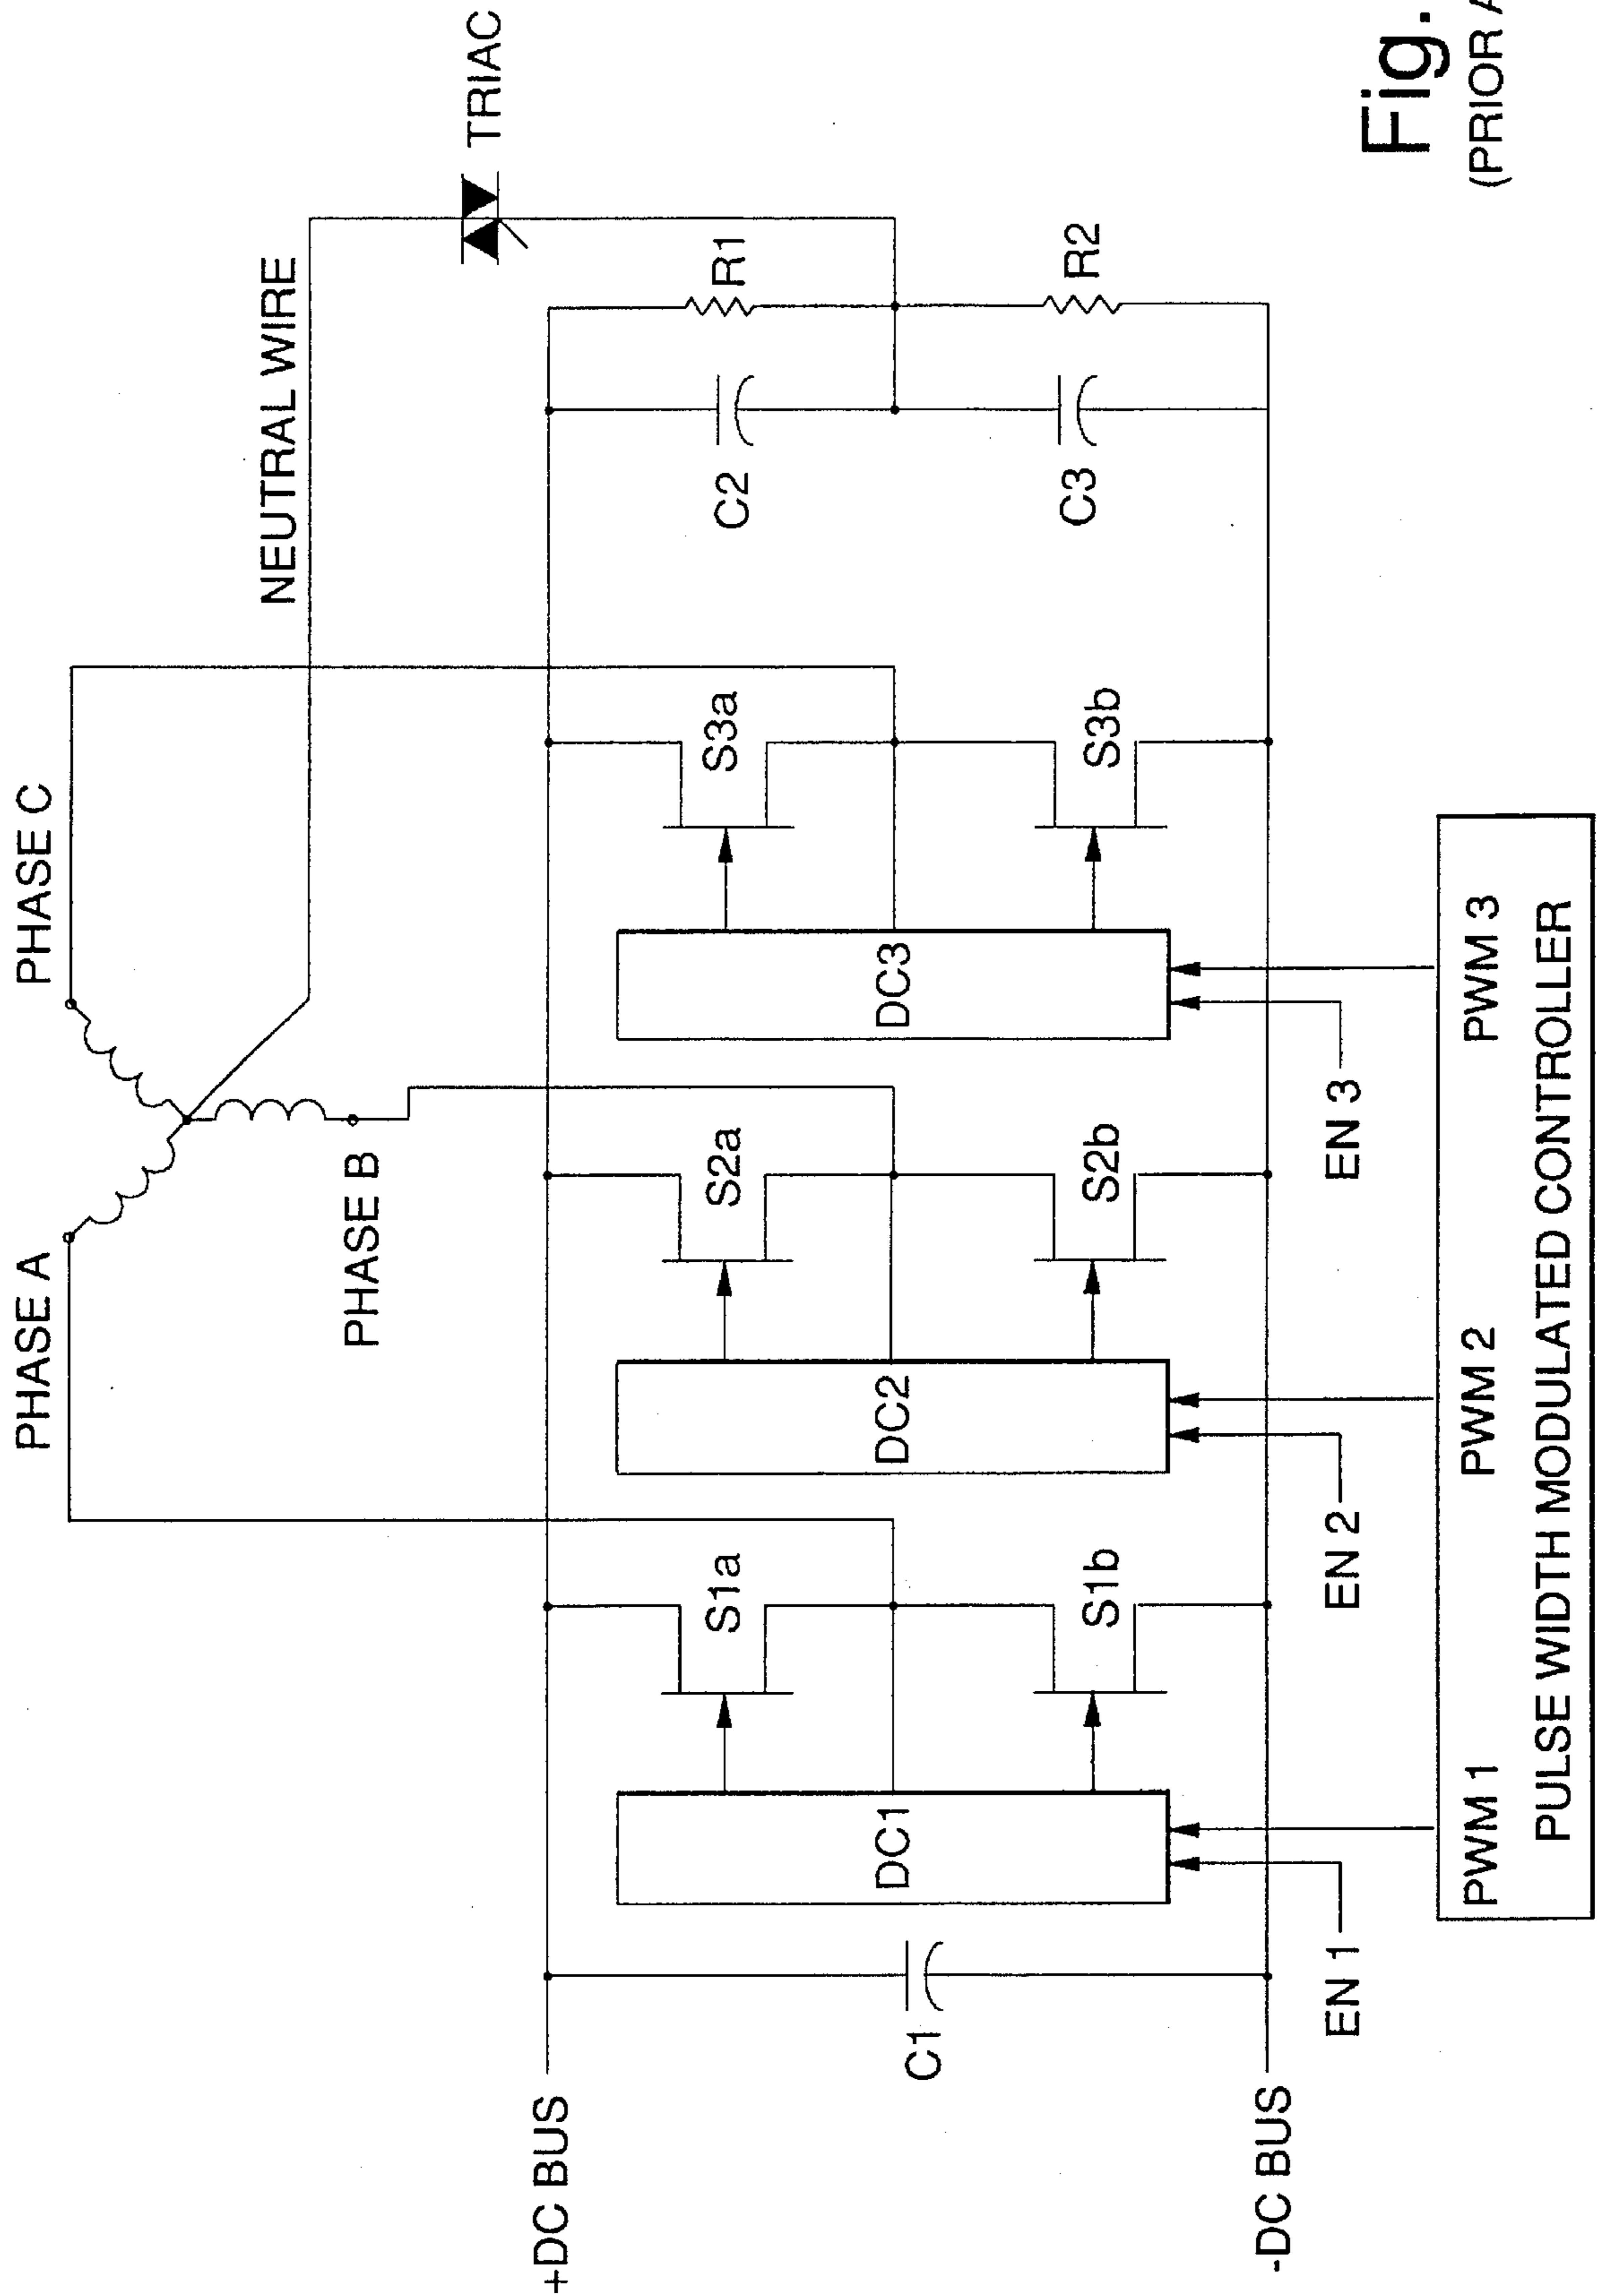 PHASE A
PHASE C
PHASE B
NEUTRAL WIRE
TRIAC
+DC BUS
-DC BUS
C1
DC1
S1a
S1b
DC2
S2a
S2b
DC3
S3a
S3b
C2
C3
R1
R2
EN 1
EN 2
EN 3
PWM 1 PWM 2 PWM 3
PULSE WIDTH MODULATED CONTROLLER
Fig.
(PRIOR A